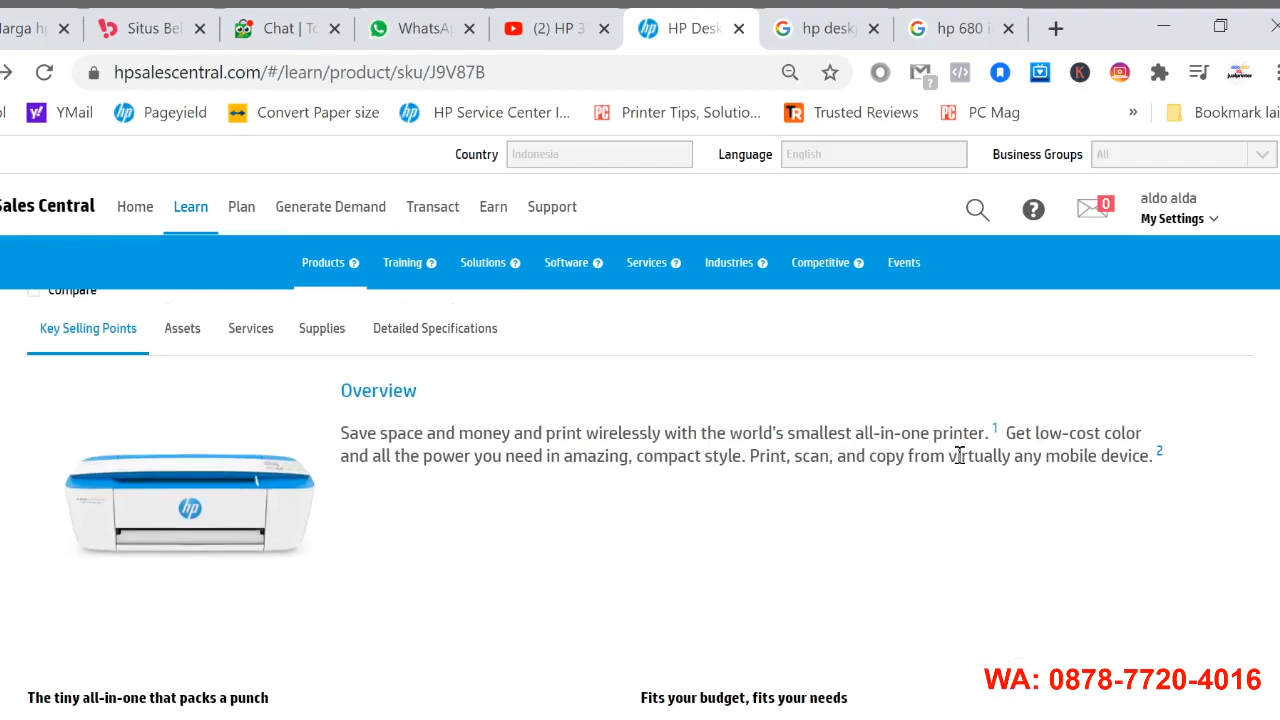 Situs Bel
Chat | To
WhatsA
(2) HP 3
HP Desk
hp desk
hp 680 i
hpsalescentral.com/#/learn/product/sku/J9V87B
YMail
Pageyield
Convert Paper size
HP Service Center I...
Printer Tips, Solutio...
Trusted Reviews
PC Mag
»
Bookmark lai
Country Indonesia Language English Business Groups All
Sales Central Home Learn Plan Generate Demand Transact Earn Support
0
aldo alda
My Settings
Products Training Solutions Software Services Industries Competitive Events
Compare
Key Selling Points Assets Services Supplies Detailed Specifications
Overview
Save space and money and print wirelessly with the world's smallest all-in-one printer. 1 Get low-cost color
and all the power you need in amazing, compact style. Print, scan, and copy from virtually any mobile device. 2
hp
WA: 0878-7720-4016
The tiny all-in-one that packs a punch
Fits your budget, fits your needs